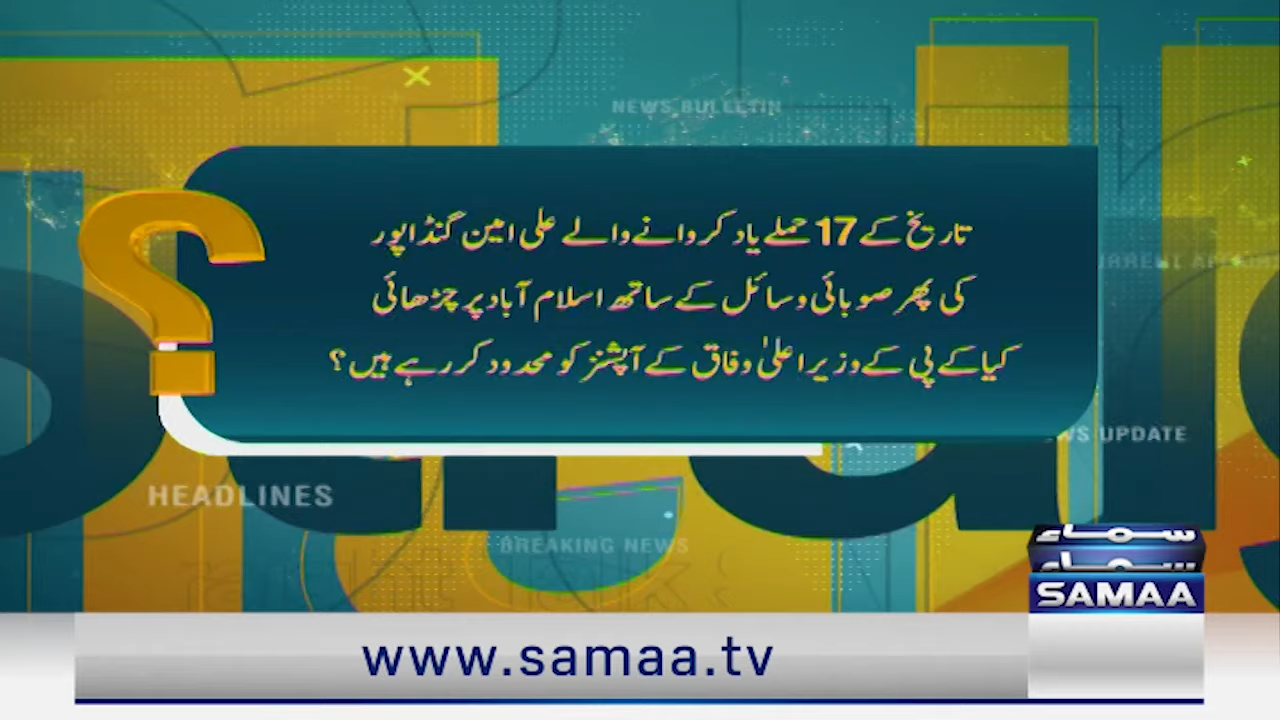 NEWS BULLETIN
تاریخ کے 17 حملے یاد کروانے والے علی امین گنڈاپور
کی پھر صوبائی وسائل کے ساتھ اسلام آباد پر چڑھائی
کیا کے پی کے وزیراعلیٰ وفاق کے آپشنز کو محدود کر رہے ہیں؟
؟
UPDATE
HEADLINES
BREAKING NEWS
سماء
SAMAA
www.samaa.tv